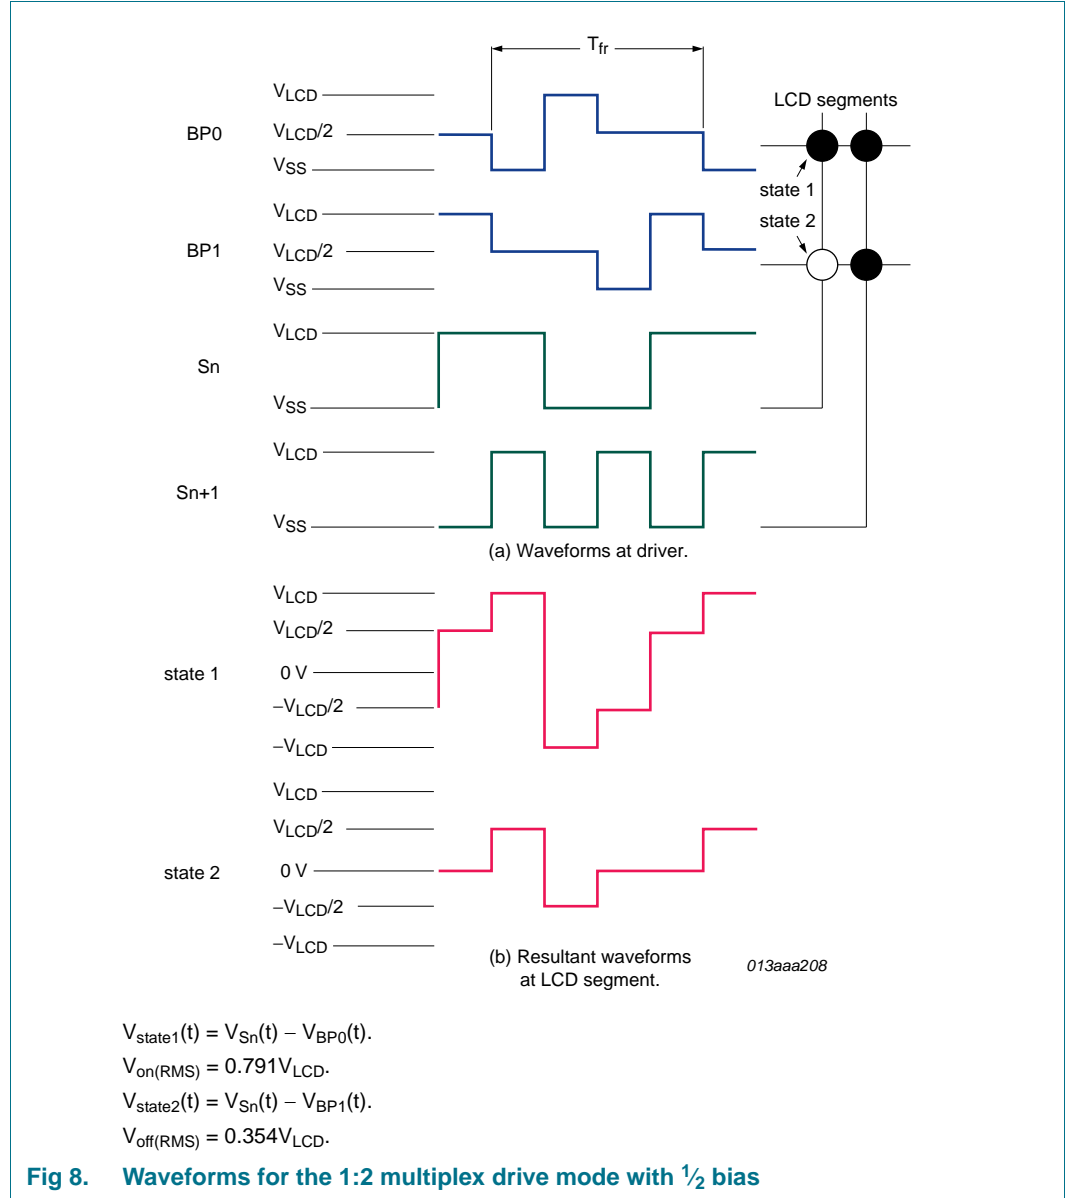 Tfr
VLCD
BP0
VLCD/2
VSS
LCD segments
state 1
state 2
VLCD
BP1
VLCD/2
VSS
VLCD
Sn
VSS
VLCD
Sn+1
VSS
(a) Waveforms at driver.
VLCD
VLCD/2
state 1
0 V
−VLCD/2
−VLCD
VLCD
VLCD/2
state 2
0 V
−VLCD/2
−VLCD
(b) Resultant waveforms
at LCD segment.
013aaa208
Vstate1(t) = VSn(t) − VBP0(t).
Von(RMS) = 0.791VLCD.
Vstate2(t) = VSn(t) − VBP1(t).
Voff(RMS) = 0.354VLCD.
Fig 8. Waveforms for the 1:2 multiplex drive mode with 1⁄2 bias